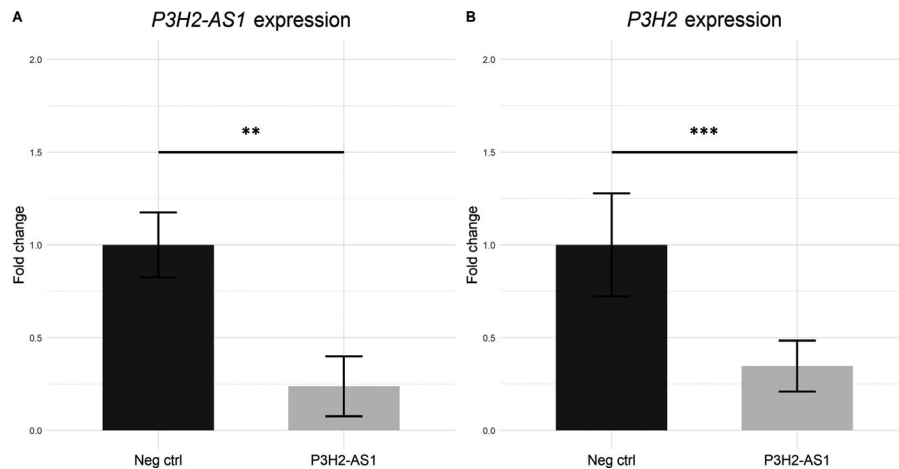 A
P3H2-AS1 expression
2.0
**
1.5
1.0
0.5
0.0
Fold change
Neg ctrl
P3H2-AS1
B
P3H2 expression
2.0
***
1.5
1.0
0.5
0.0
Fold change
Neg ctrl
P3H2-AS1